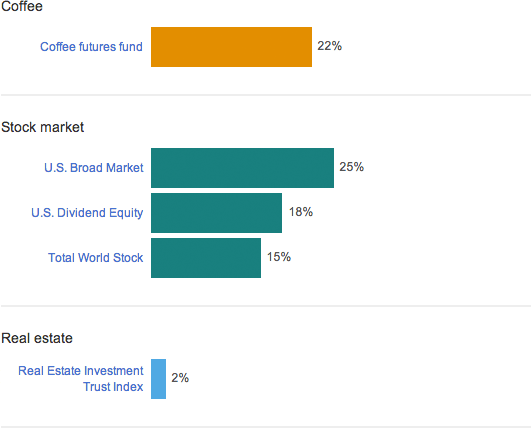 Coffee
Coffee futures fund 22%
Stock market
U.S. Broad Market 25%
U.S. Dividend Equity 18%
Total World Stock 15%
Real estate
Real Estate Investment
Trust Index 2%